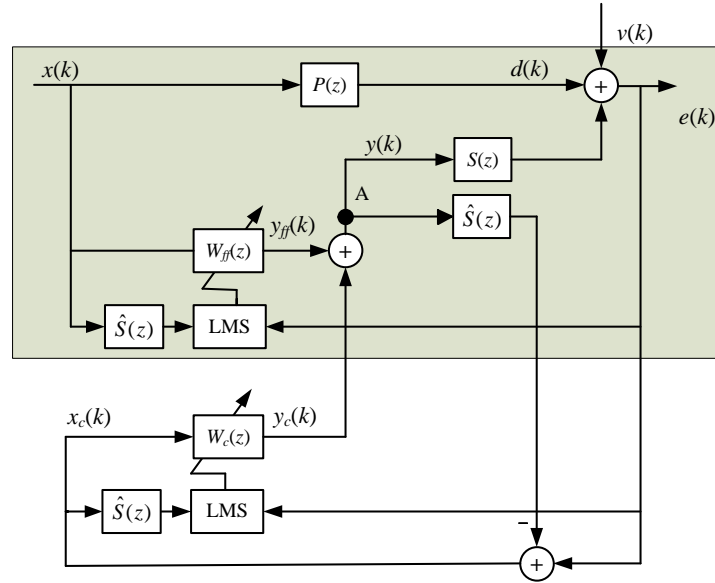 v(k)
x(k)
P(z)
d(k)
+
e(k)
y(k)
S(z)
A
Ŝ(z)
W_ff(z)
y_ff(k)
+
Ŝ(z)
LMS
x_c(k)
W_c(z)
y_c(k)
Ŝ(z)
LMS
−
+